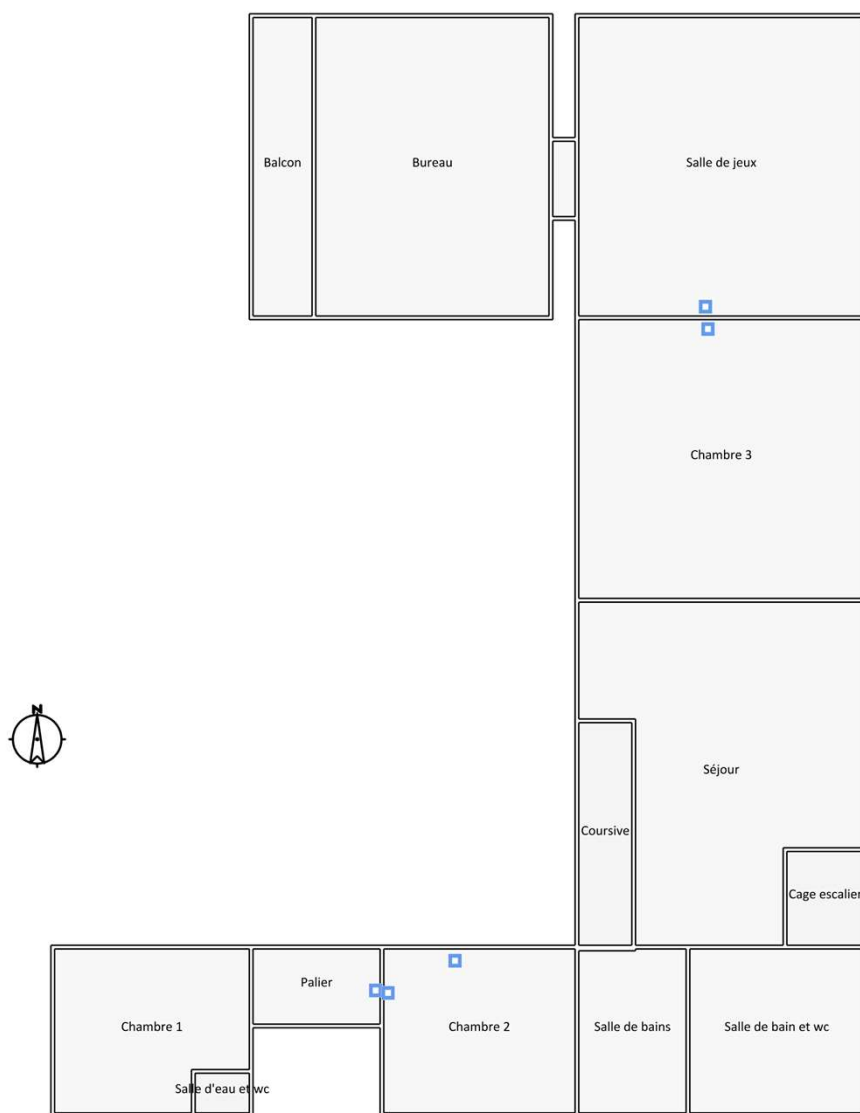 Balcon
Bureau
Salle de jeux
Chambre 3
N
Séjour
Coursive
Cage escalier
Palier
Chambre 1
Chambre 2
Salle de bains
Salle de bain et wc
Salle d'eau et wc